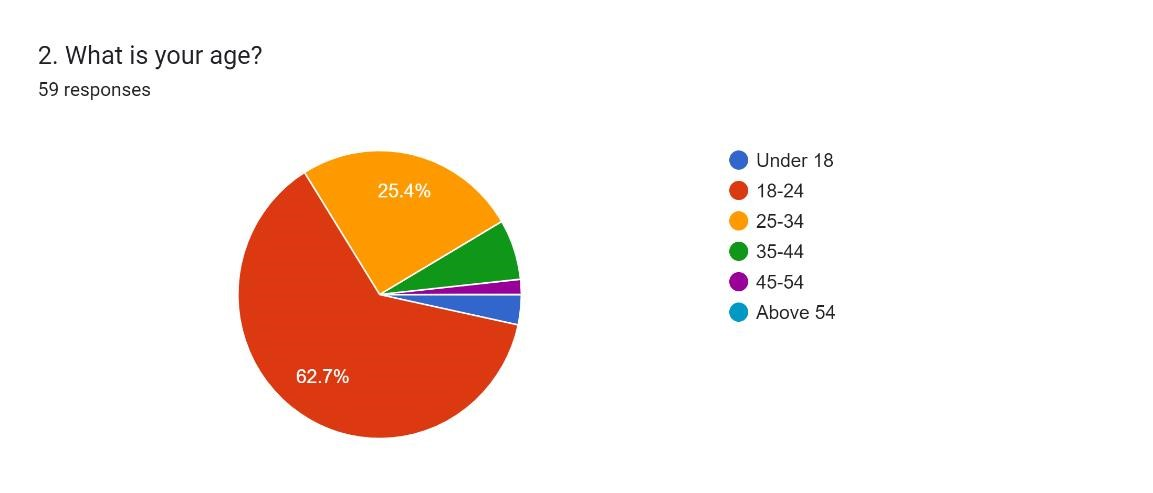 2. What is your age?
59 responses
25.4%
62.7%
Under 18
18-24
25-34
35-44
45-54
Above 54